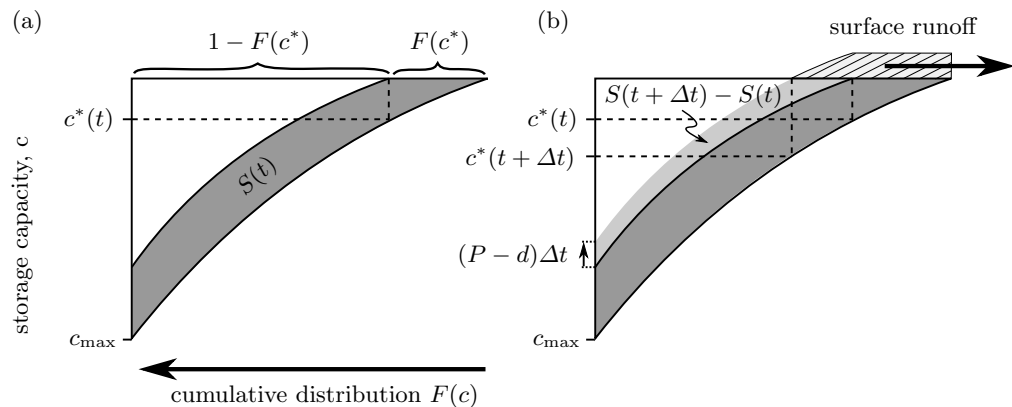 (a)
1 − F(c*)
F(c*)
c*(t)
S(t)
storage capacity, c
c_max
cumulative distribution F(c)
(b)
surface runoff
S(t + Δt) − S(t)
c*(t)
c*(t + Δt)
(P − d)Δt
c_max